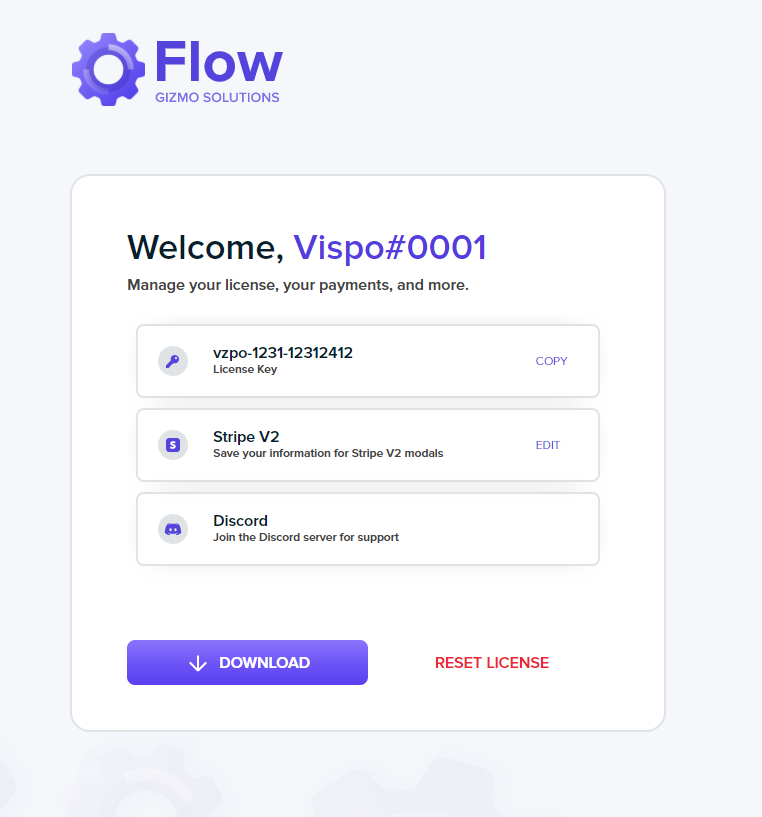 Flow
GIZMO SOLUTIONS
Welcome, Vispo#0001
Manage your license, your payments, and more.
vzpo-1231-12312412
License Key
COPY
Stripe V2
Save your information for Stripe V2 modals
EDIT
Discord
Join the Discord server for support
DOWNLOAD
RESET LICENSE